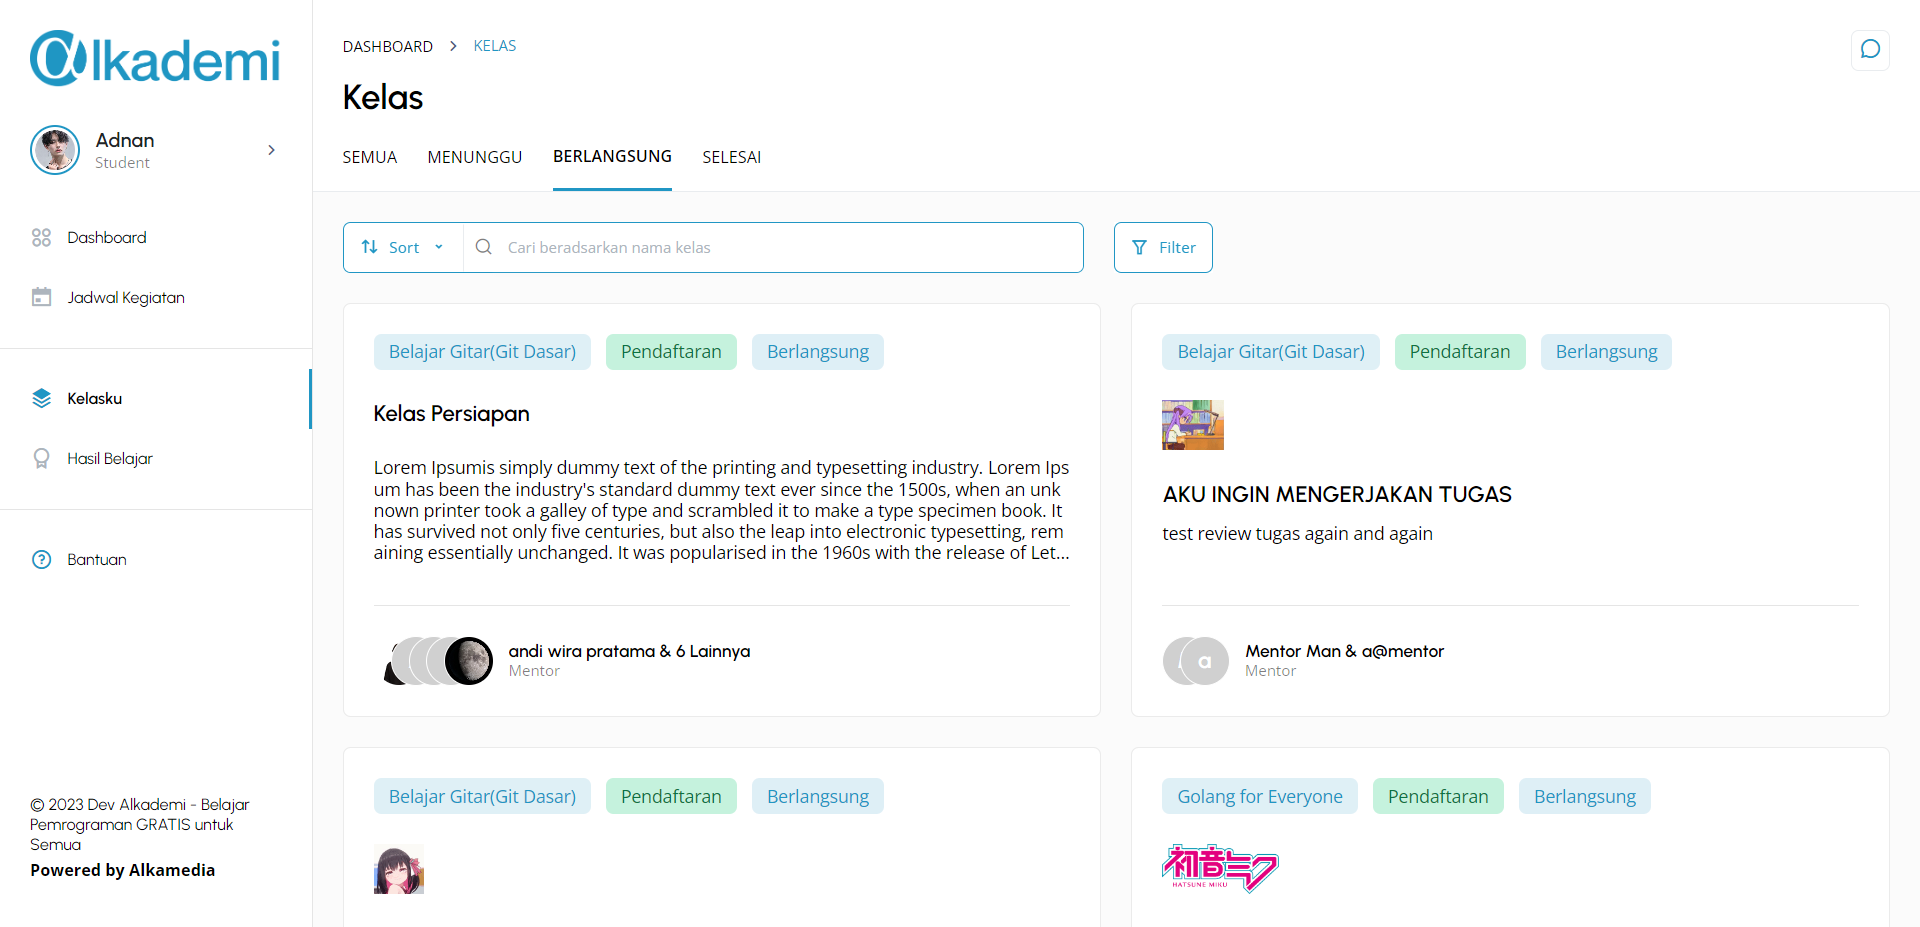 Alkademi
Adnan
Student
Dashboard
Jadwal Kegiatan
Kelasku
Hasil Belajar
Bantuan
© 2023 Dev Alkademi - Belajar
Pemrograman GRATIS untuk
Semua
Powered by Alkamedia
DASHBOARD > KELAS
Kelas
SEMUA MENUNGGU BERLANGSUNG SELESAI
Sort Cari beradsarkan nama kelas Filter
Belajar Gitar(Git Dasar) Pendaftaran Berlangsung
Kelas Persiapan
Lorem Ipsumis simply dummy text of the printing and typesetting industry. Lorem Ips
um has been the industry's standard dummy text ever since the 1500s, when an unk
nown printer took a galley of type and scrambled it to make a type specimen book. It
has survived not only five centuries, but also the leap into electronic typesetting, rem
aining essentially unchanged. It was popularised in the 1960s with the release of Let...
andi wira pratama & 6 Lainnya
Mentor
Belajar Gitar(Git Dasar) Pendaftaran Berlangsung
AKU INGIN MENGERJAKAN TUGAS
test review tugas again and again
a
Mentor Man & a@mentor
Mentor
Belajar Gitar(Git Dasar) Pendaftaran Berlangsung
Golang for Everyone Pendaftaran Berlangsung
初音ミク
HATSUNE MIKU